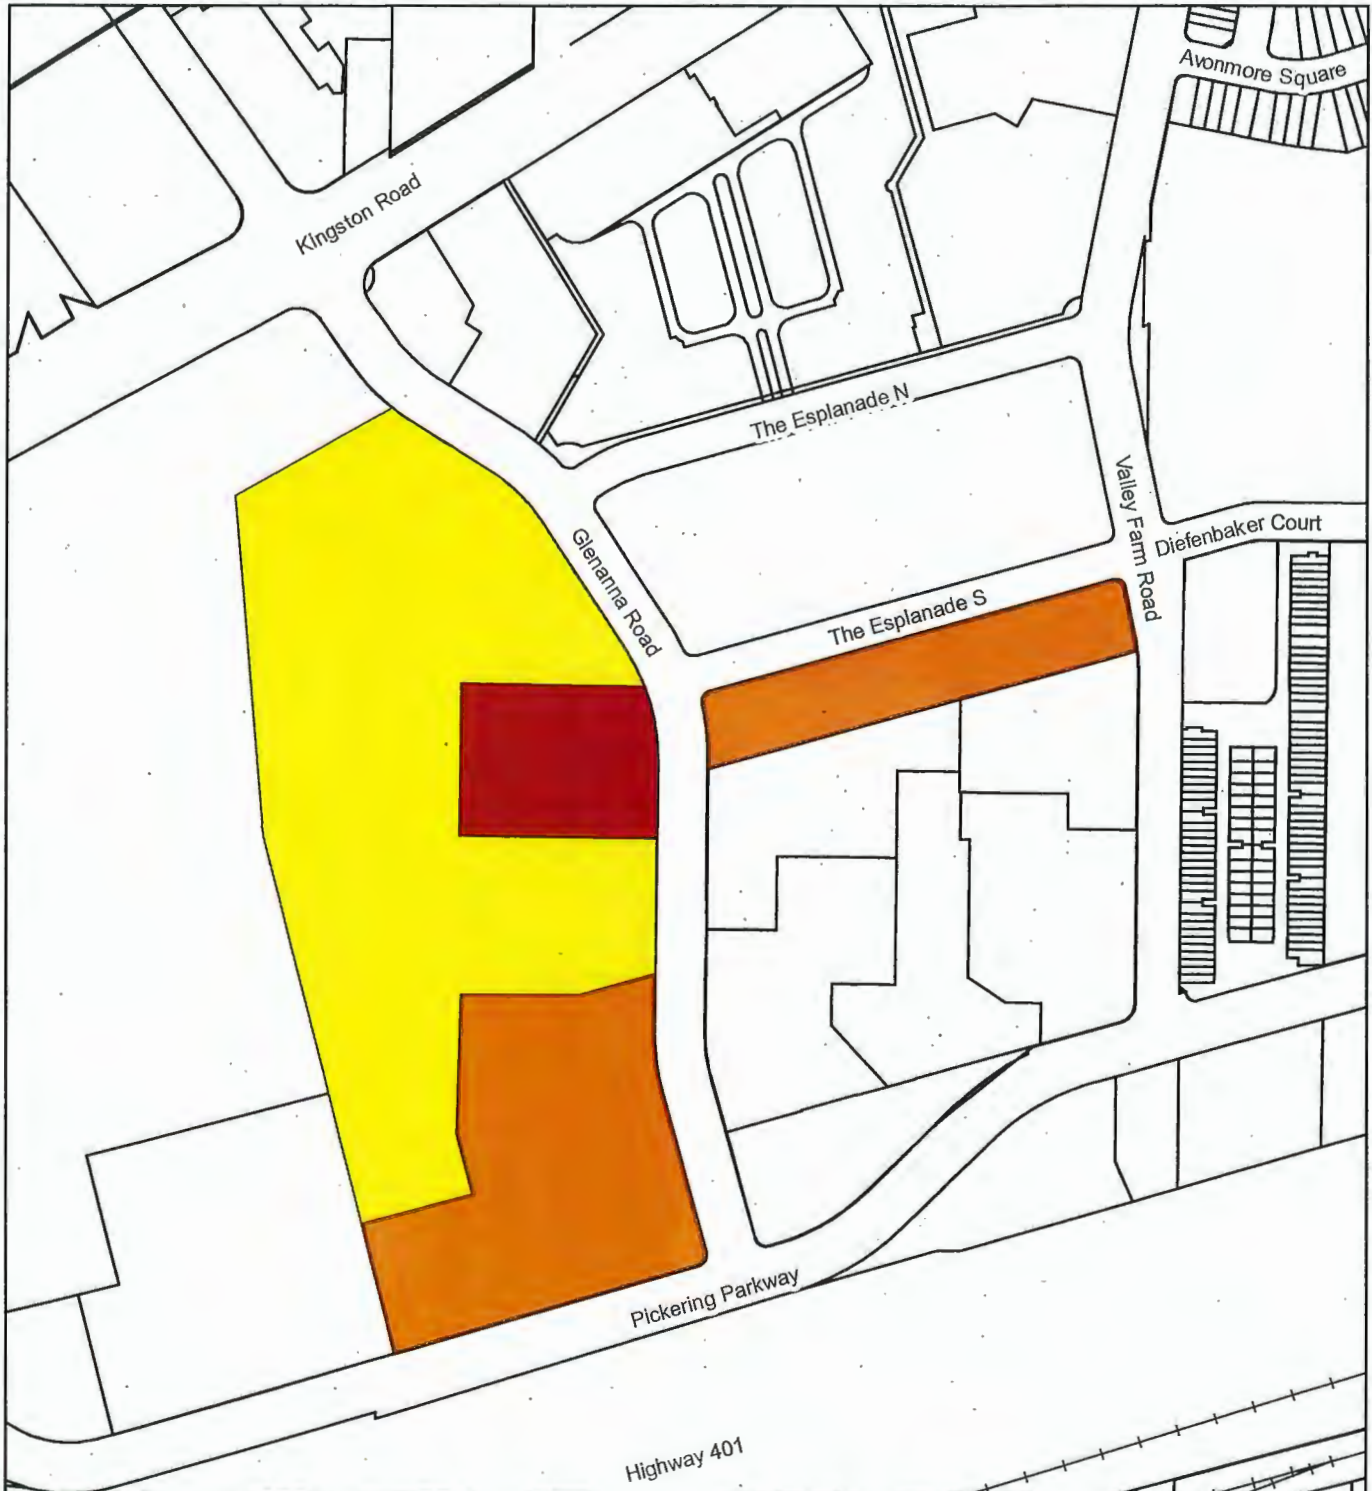 Avonmore Square
Kingston Road
The Esplanade N
Valley Farm Road
Diefenbaker Court
Glenanna Road
The Esplanade S
Pickering Parkway
Highway 401